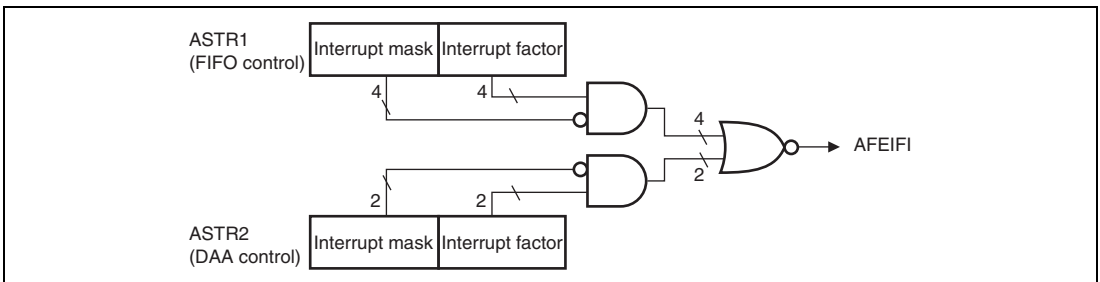 ASTR1
(FIFO control)
Interrupt mask
Interrupt factor
4
4
4
AFEIFI
2
2
2
ASTR2
(DAA control)
Interrupt mask
Interrupt factor